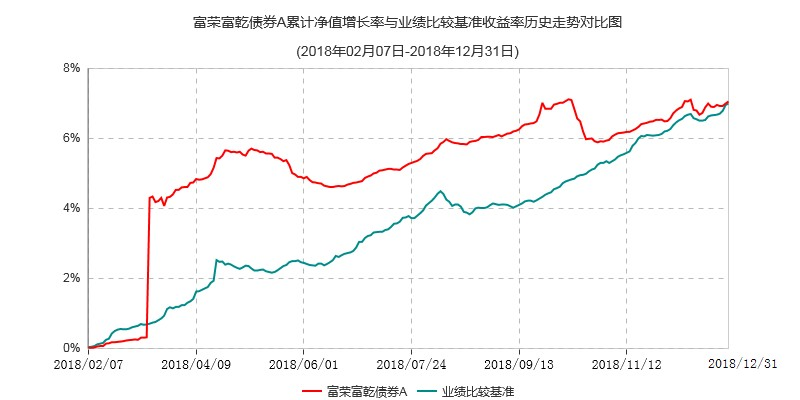 富荣富乾债券A累计净值增长率与业绩比较基准收益率历史走势对比图
(2018年02月07日-2018年12月31日)
8%
6%
4%
2%
0%
2018/02/07 2018/04/09 2018/06/01 2018/07/24 2018/09/13 2018/11/12 2018/12/31
富荣富乾债券A 业绩比较基准